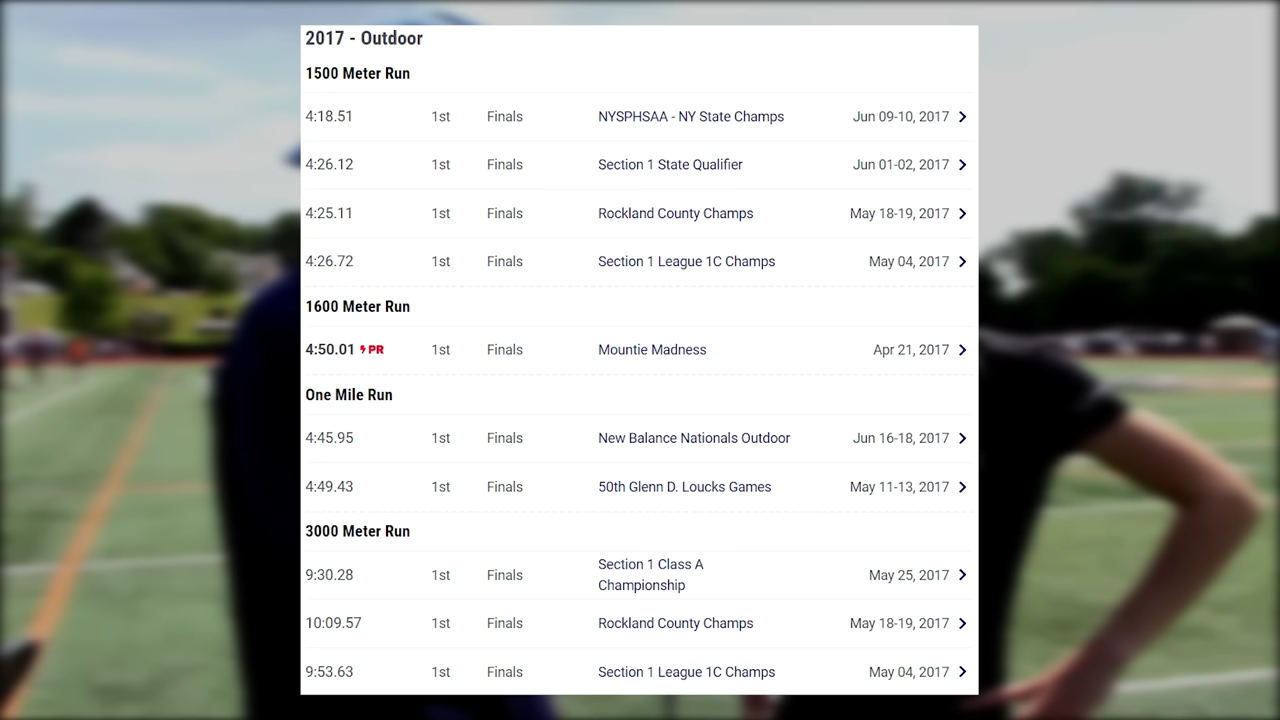 2017 - Outdoor
1500 Meter Run
4:18.51 1st Finals NYSPHSAA - NY State Champs Jun 09-10, 2017
4:26.12 1st Finals Section 1 State Qualifier Jun 01-02, 2017
4:25.11 1st Finals Rockland County Champs May 18-19, 2017
4:26.72 1st Finals Section 1 League 1C Champs May 04, 2017
1600 Meter Run
4:50.01 PR 1st Finals Mountie Madness Apr 21, 2017
One Mile Run
4:45.95 1st Finals New Balance Nationals Outdoor Jun 16-18, 2017
4:49.43 1st Finals 50th Glenn D. Loucks Games May 11-13, 2017
3000 Meter Run
9:30.28 1st Finals Section 1 Class A May 25, 2017
Championship
10:09.57 1st Finals Rockland County Champs May 18-19, 2017
9:53.63 1st Finals Section 1 League 1C Champs May 04, 2017